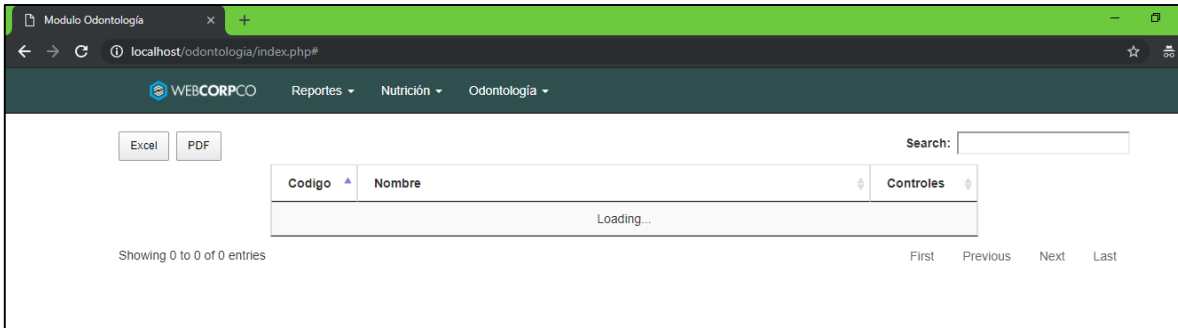 Modulo Odontología
localhost/odontologia/index.php#
WEBCORPCO Reportes Nutrición Odontología
Excel PDF Search:
Codigo Nombre Controles
Loading...
Showing 0 to 0 of 0 entries First Previous Next Last